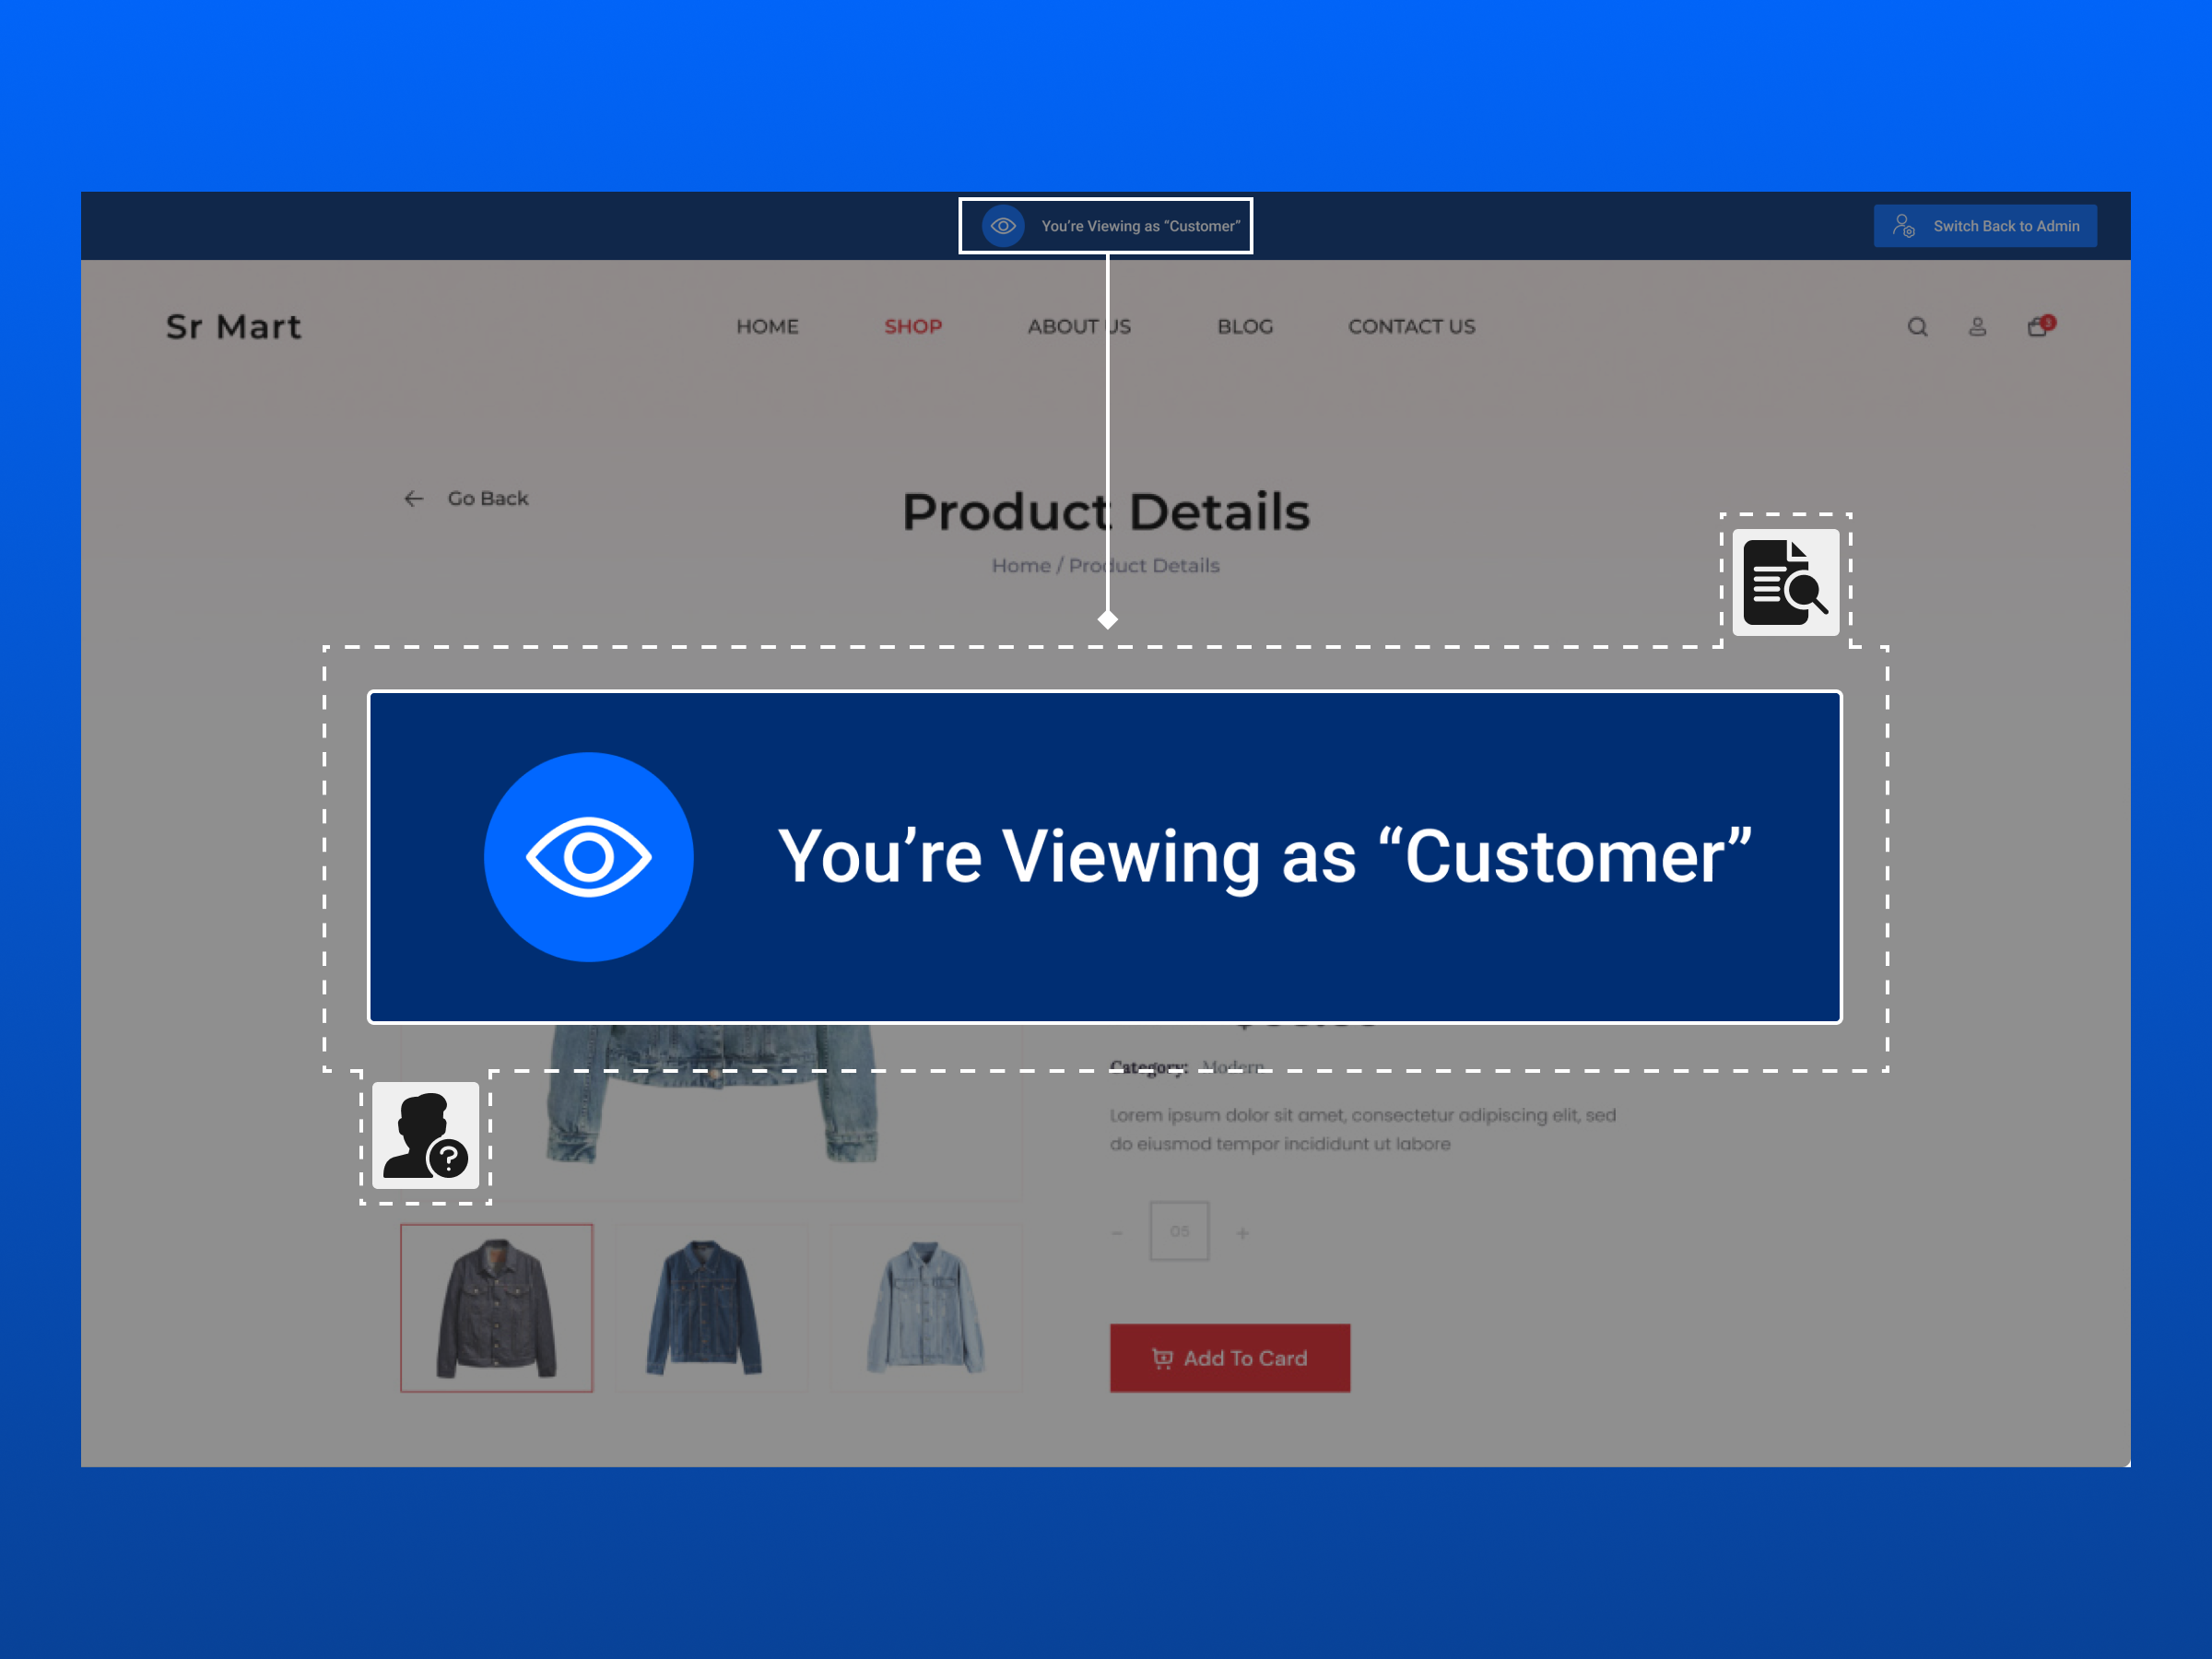 You’re Viewing as “Customer”
Switch Back to Admin
Sr Mart
HOME
SHOP
ABOUT US
BLOG
CONTACT US
3
Go Back
Product Details
Home / Product Details
You’re Viewing as “Customer”
Category: Modern
Lorem ipsum dolor sit amet, consectetur adipiscing elit, sed
do eiusmod tempor incididunt ut labore
?
- 05 +
Add To Card